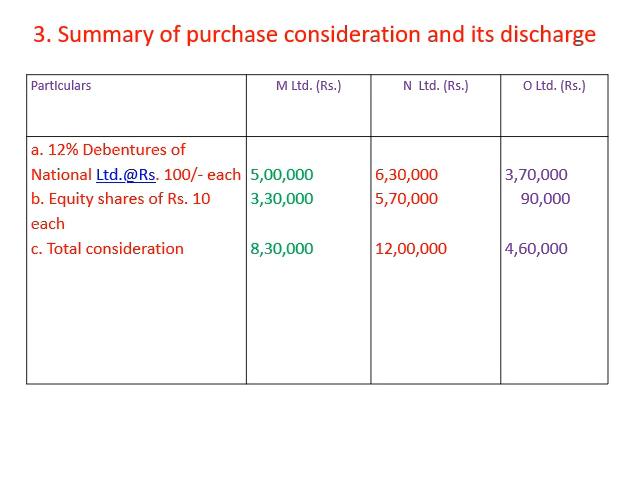 3. Summary of purchase consideration and its discharge
Particulars M Ltd. (Rs.) N Ltd. (Rs.) O Ltd. (Rs.)
a. 12% Debentures of
National Ltd.@Rs. 100/- each 5,00,000 6,30,000 3,70,000
b. Equity shares of Rs. 10 3,30,000 5,70,000 90,000
each
c. Total consideration 8,30,000 12,00,000 4,60,000